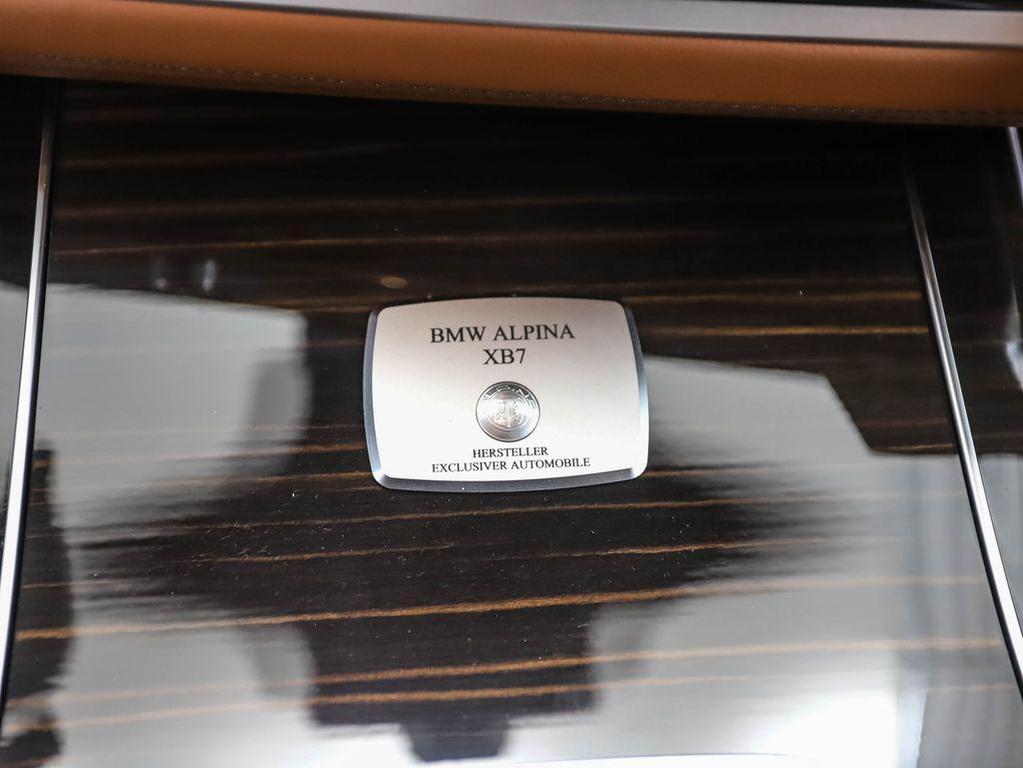 BMW ALPINA
XB7
HERSTELLER
EXCLUSIVER AUTOMOBILE